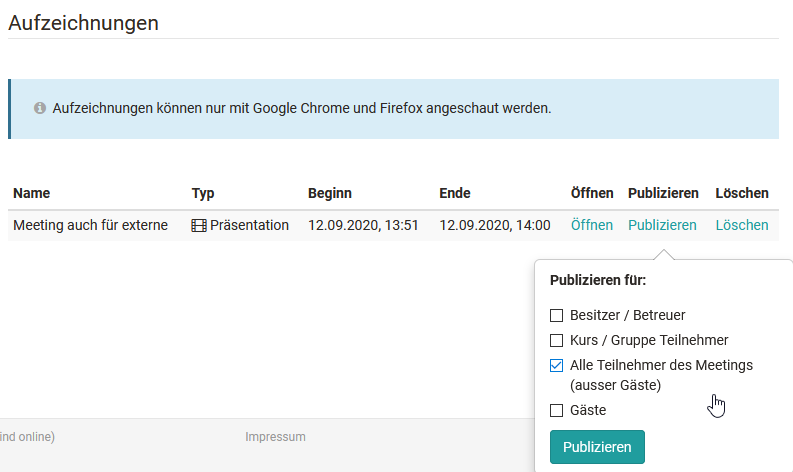 Aufzeichnungen
Aufzeichnungen können nur mit Google Chrome und Firefox angeschaut werden.
Name Typ Beginn Ende Öffnen Publizieren Löschen
Meeting auch für externe Präsentation 12.09.2020, 13:51 12.09.2020, 14:00 Öffnen Publizieren Löschen
Publizieren für:
Besitzer / Betreuer
Kurs / Gruppe Teilnehmer
Alle Teilnehmer des Meetings
(ausser Gäste)
Gäste
Publizieren
ind online) Impressum